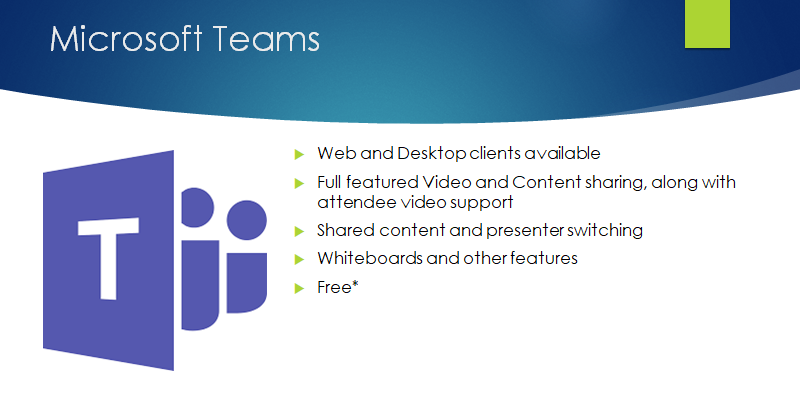 Microsoft Teams
T
Web and Desktop clients available
Full featured Video and Content sharing, along with
attendee video support
Shared content and presenter switching
Whiteboards and other features
Free*